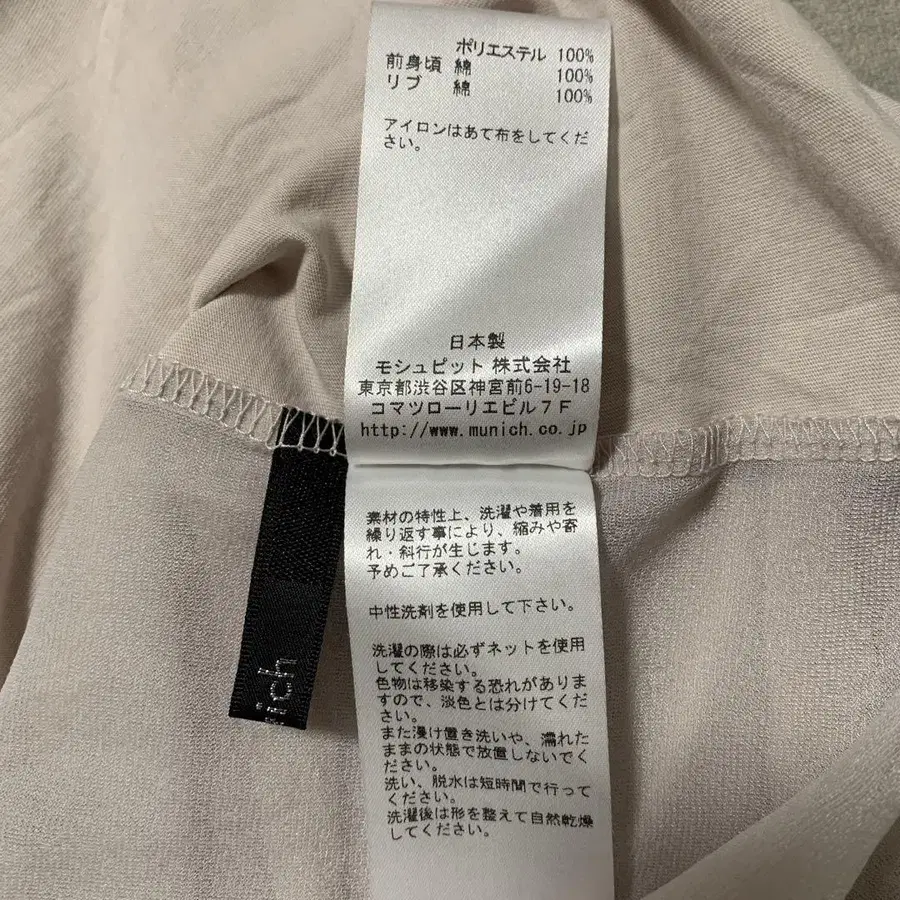 ポリエステル 100%
前身頃 綿 100%
リブ 綿 100%
アイロンはあて布をしてくだ
さい。
日本製
モシュピット 株式会社
東京都渋谷区神宮前6-19-18
コマツローリエビル7F
http://www.munich.co.jp
素材の特性上、洗濯や着用を
繰り返す事により、縮みや寄
れ・斜行が生じます。
予めご了承ください。
中性洗剤を使用して下さい。
洗濯の際は必ずネットを使用
してください。
色物は移染する恐れがありま
すので、淡色とは分けてくだ
さい。
また浸け置き洗いや、濡れた
ままの状態で放置しないでく
ださい。
洗い、脱水は短時間で行って
ください。
洗濯後は形を整えて自然乾燥
してください。
ich